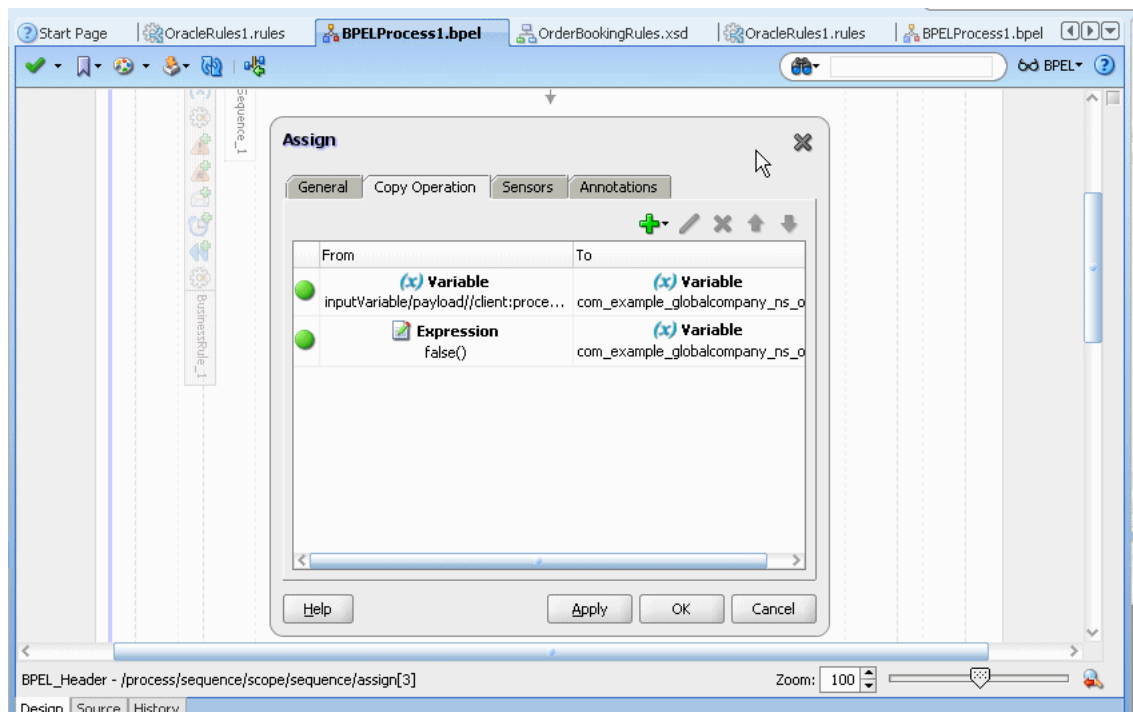 Start Page OracleRules1.rules BPELProcess1.bpel OrderBookingRules.xsd OracleRules1.rules BPELProcess1.bpel
BPEL
Sequence_1
Assign
General Copy Operation Sensors Annotations
From To
(x) Variable (x) Variable
inputVariable/payload//client:proce... com_example_globalcompany_ns_o
Expression (x) Variable
false() com_example_globalcompany_ns_o
BusinessRule_1
Help Apply OK Cancel
BPEL_Header - /process/sequence/scope/sequence/assign[3] Zoom: 100
Design Source History